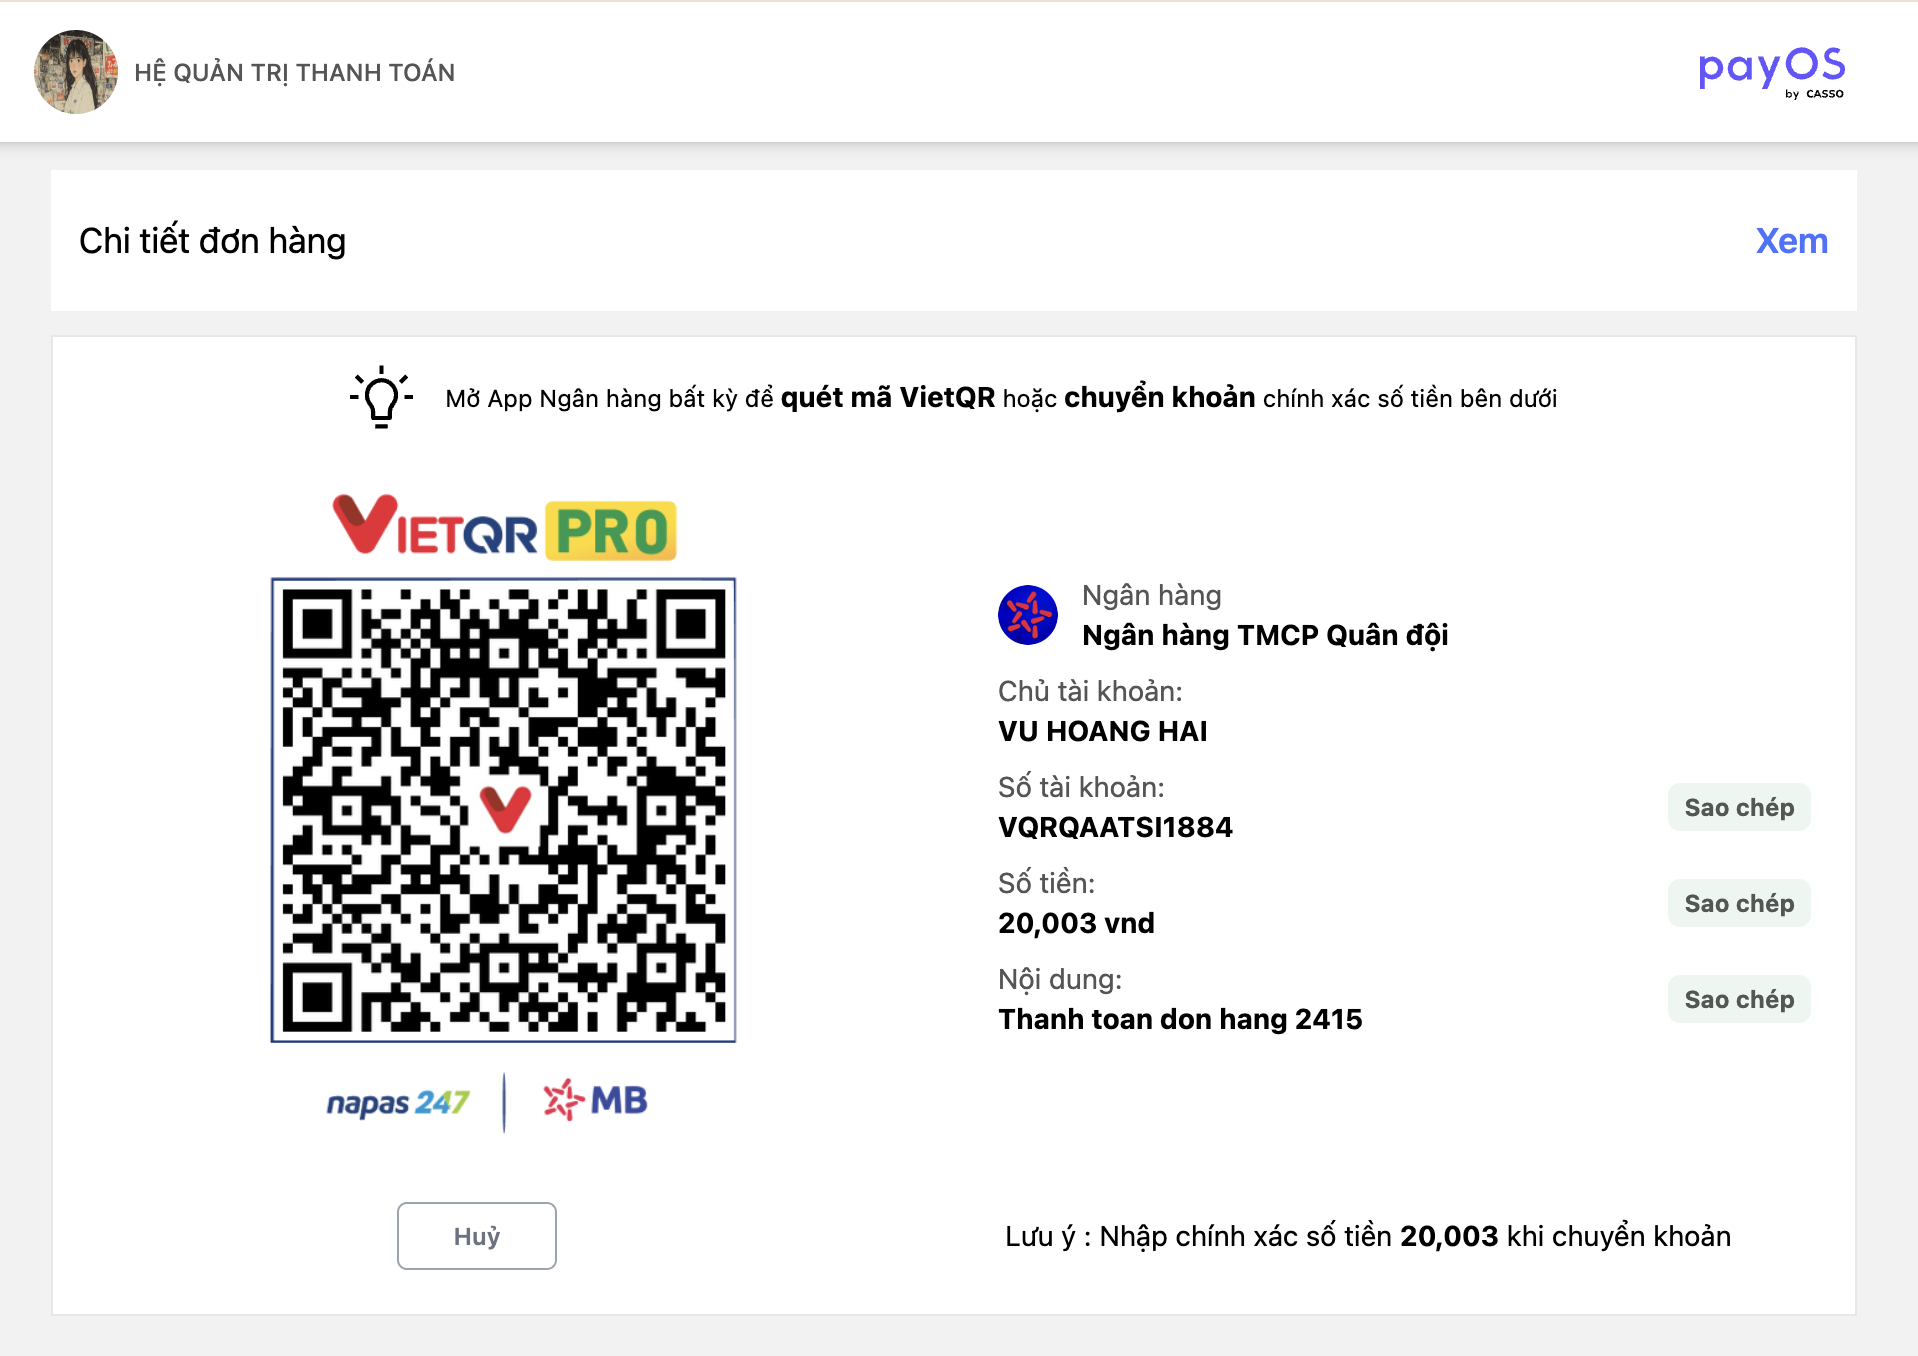 HỆ QUẢN TRỊ THANH TOÁN
payOS
by CASSO
Chi tiết đơn hàng
Xem
Mở App Ngân hàng bất kỳ để quét mã VietQR hoặc chuyển khoản chính xác số tiền bên dưới
VIETQR PRO
Ngân hàng
Ngân hàng TMCP Quân đội
Chủ tài khoản:
VU HOANG HAI
Số tài khoản:
VQRQAATSI1884
Sao chép
Số tiền:
20,003 vnd
Sao chép
Nội dung:
Thanh toan don hang 2415
Sao chép
napas 247
MB
Huỷ
Lưu ý : Nhập chính xác số tiền 20,003 khi chuyển khoản